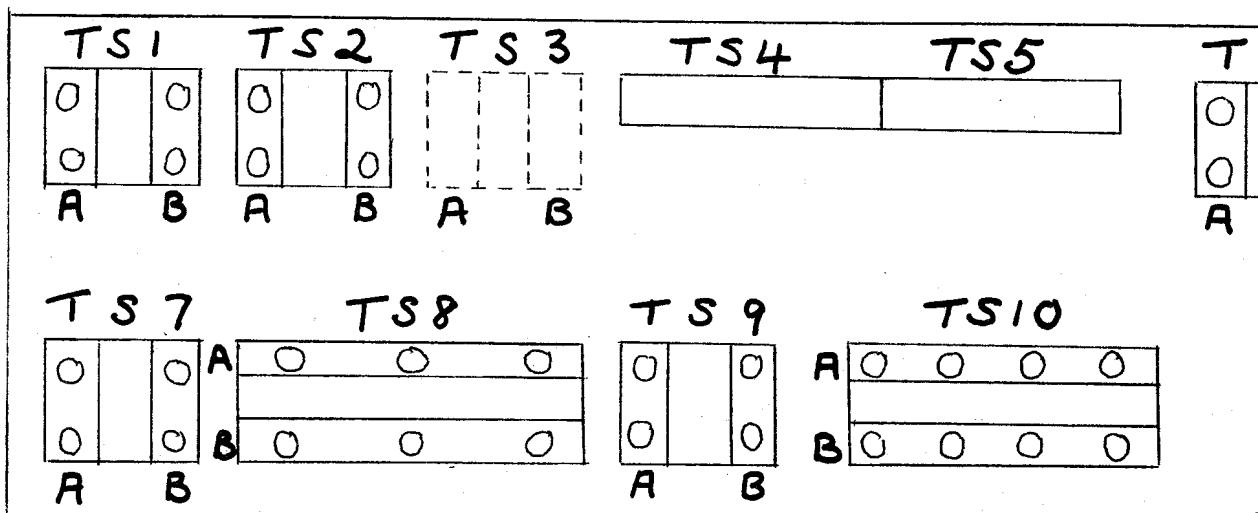 TS1 TS2 TS3 TS4 TS5 T
A B A B A B A
TS7 TS8 TS9 TS10
A A
B B
A B A B